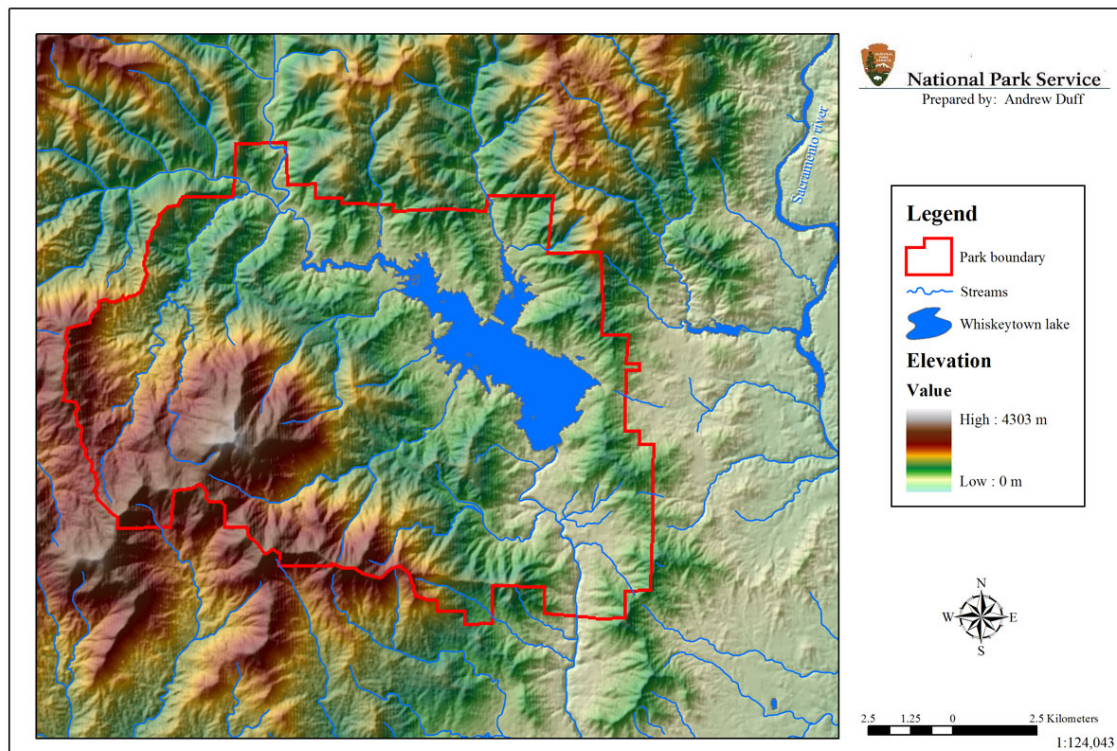 National Park Service
Prepared by: Andrew Duff
Sacramento river
Legend
Park boundary
Streams
Whiskeytown lake
Elevation
Value
High : 4303 m
Low : 0 m
N
W E
S
2.5 1.25 0 2.5 Kilometers
1:124,043